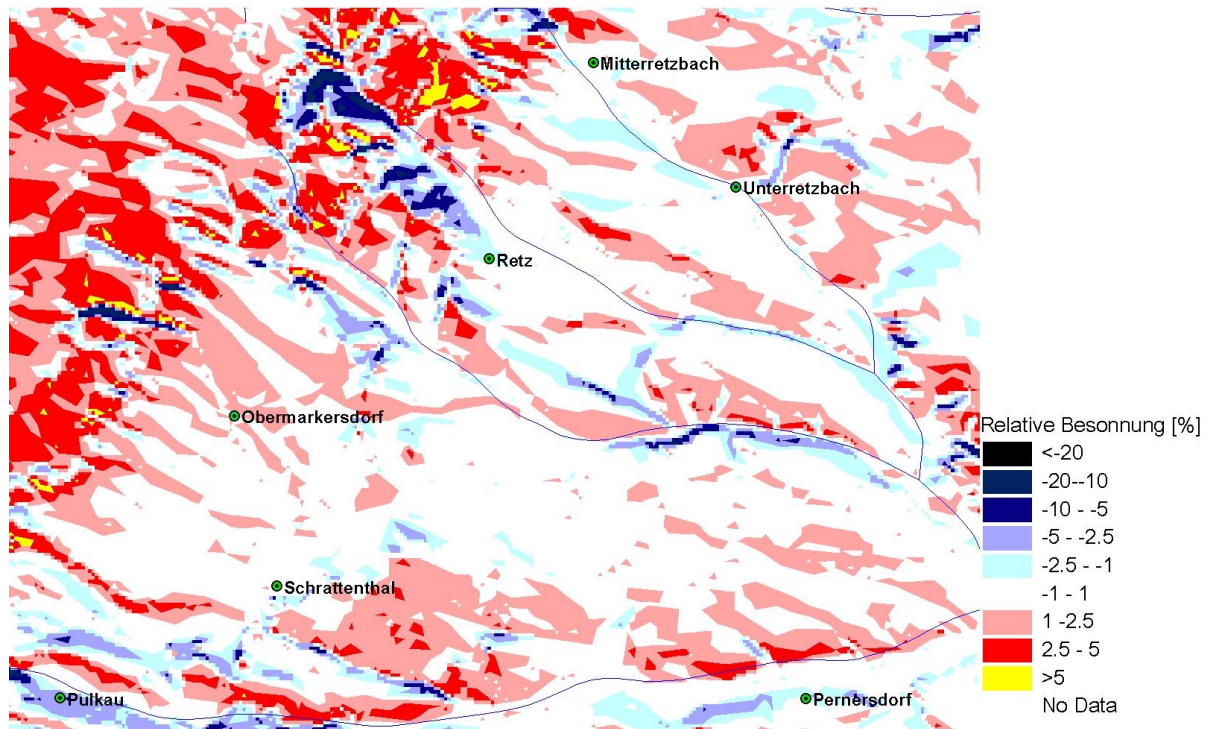 Mitterretzbach
Unterretzbach
Retz
Obermarkersdorf
Schrattenthal
Pulkau
Pernersdorf
Relative Besonnung [%]
<-20
-20--10
-10 - -5
-5 - -2.5
-2.5 - -1
-1 - 1
1 -2.5
2.5 - 5
>5
No Data